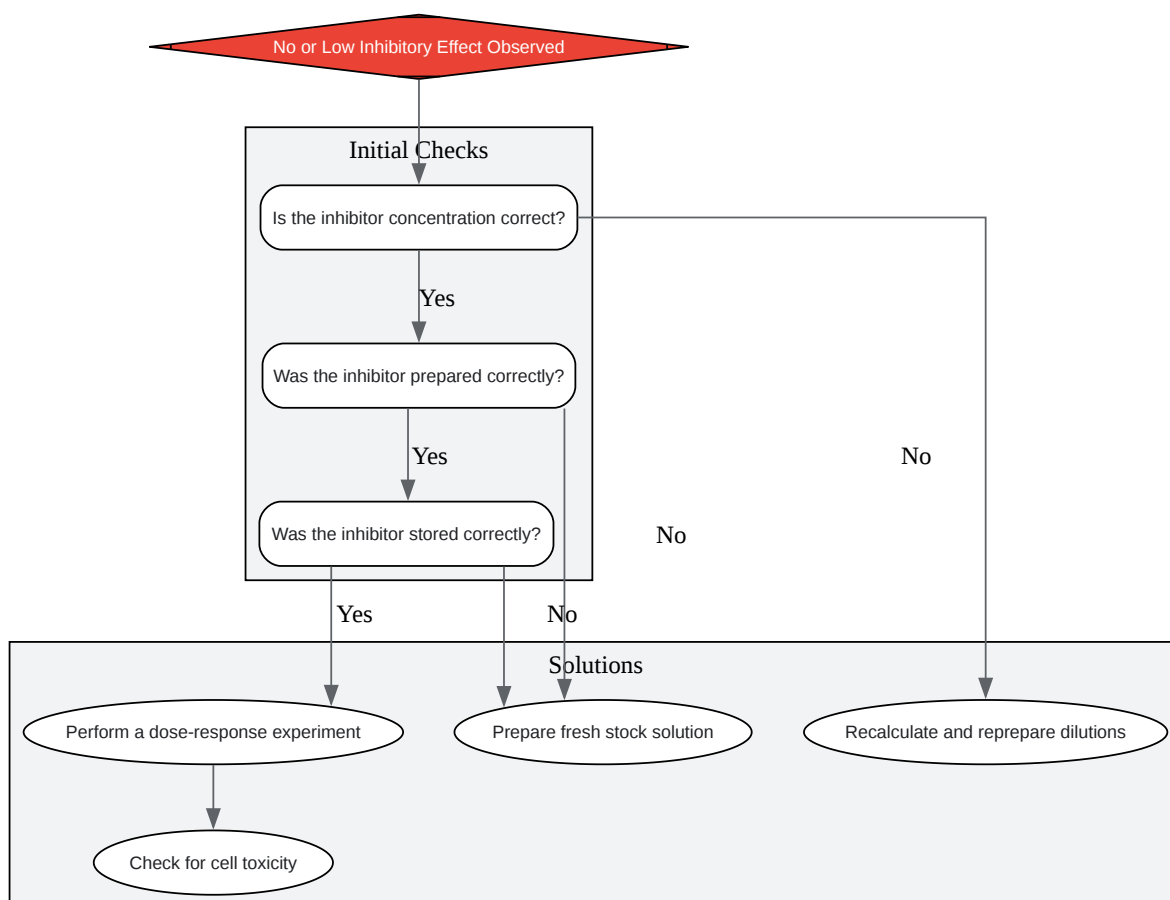 No or Low Inhibitory Effect Observed
Initial Checks
Is the inhibitor concentration correct?
Yes
Was the inhibitor prepared correctly?
Yes
No
Was the inhibitor stored correctly?
No
Yes
No
Solutions
Perform a dose-response experiment
Prepare fresh stock solution
Recalculate and reprepare dilutions
Check for cell toxicity